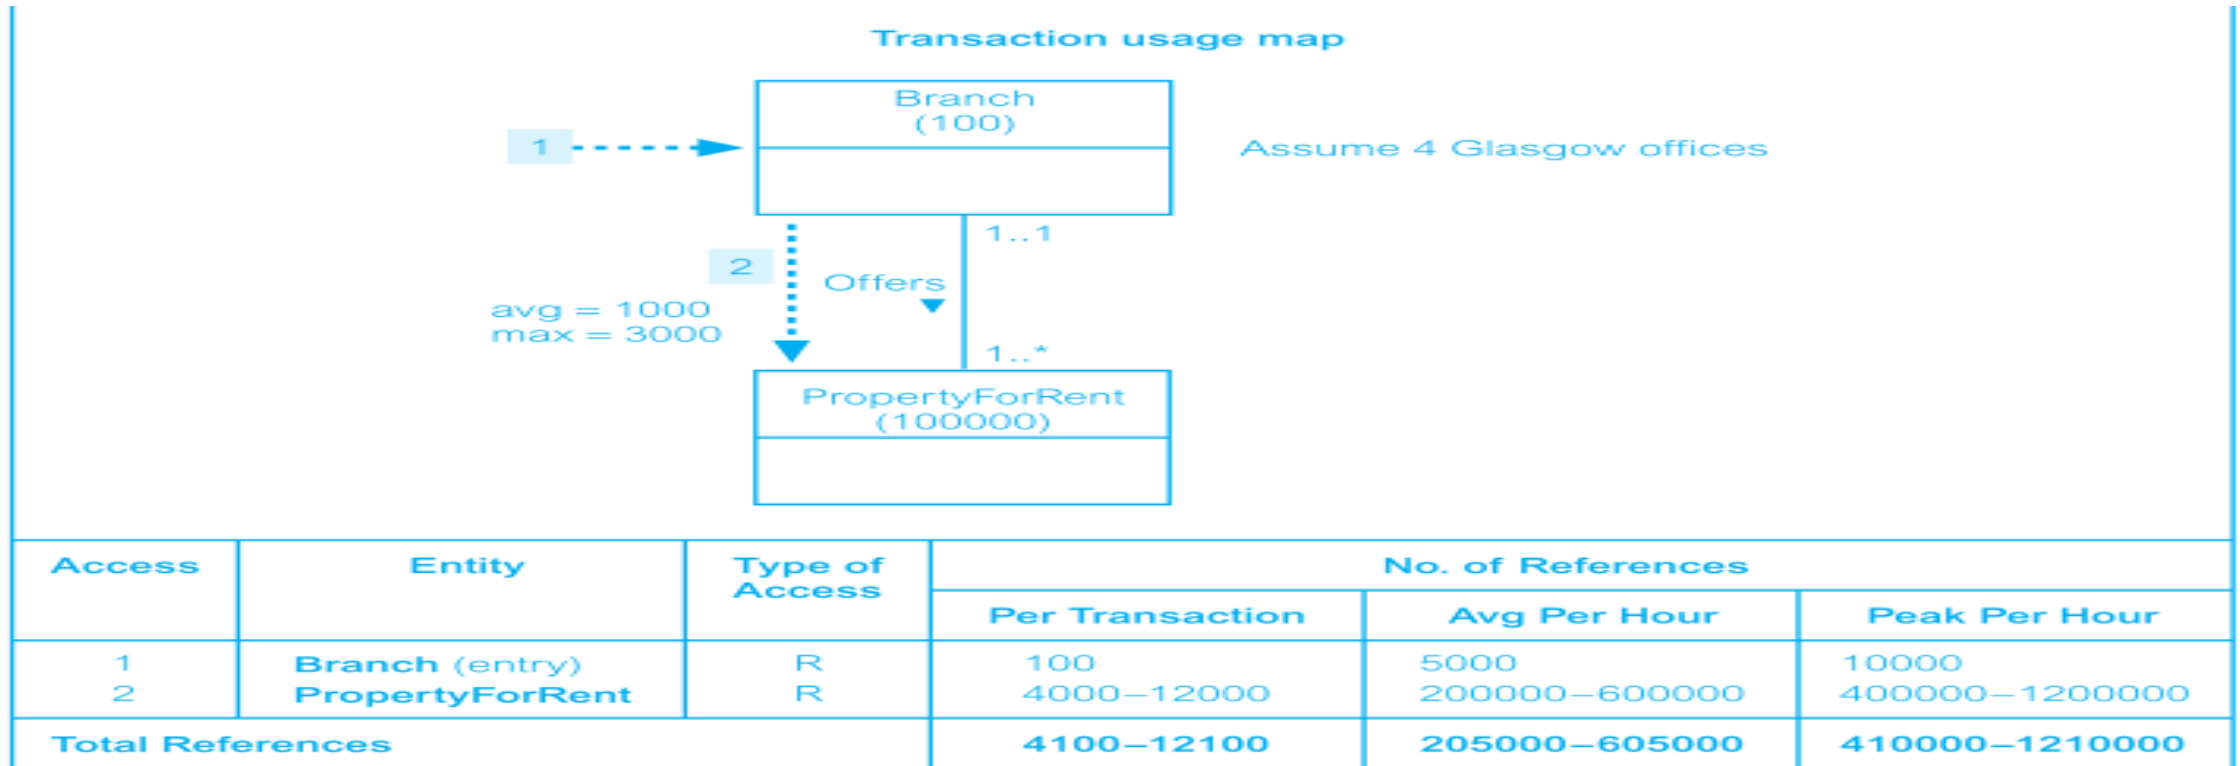 Transaction usage map
Branch
(100)
1
Assume 4 Glasgow offices
1..1
2
Offers
avg = 1000
max = 3000
1..*
PropertyForRent
(100000)
Access Entity Type of Access No. of References
Per Transaction Avg Per Hour Peak Per Hour
1 Branch (entry) R 100 5000 10000
2 PropertyForRent R 4000–12000 200000–600000 400000–1200000
Total References 4100–12100 205000–605000 410000–1210000